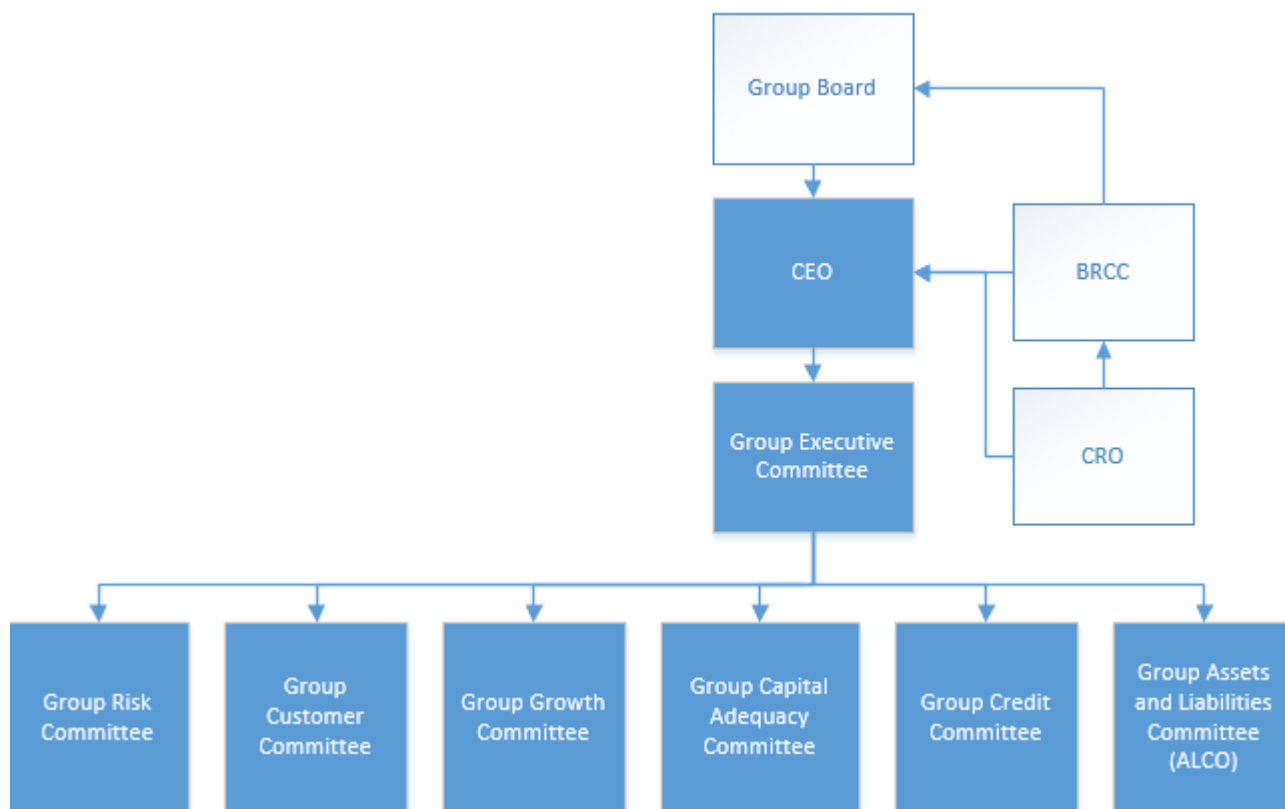 Group Board
CEO
BRCC
Group Executive
Committee
CRO
Group Risk
Committee
Group
Customer
Committee
Group Growth
Committee
Group Capital
Adequacy
Committee
Group Credit
Committee
Group Assets
and Liabilities
Committee
(ALCO)